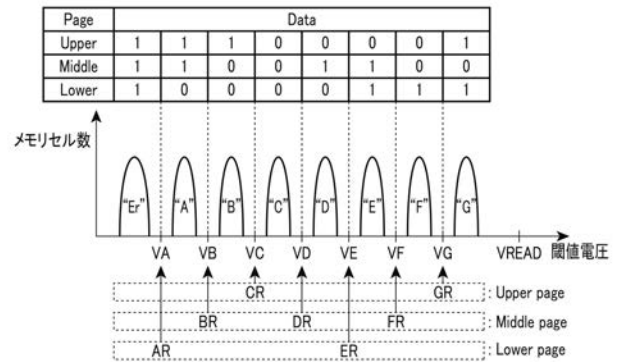 Page Data
Upper 1 1 1 0 0 0 0 1
Middle 1 1 0 0 1 1 0 0
Lower 1 0 0 0 0 1 1 1
メモリセル数
"Er" "A" "B" "C" "D" "E" "F" "G"
VA VB VC VD VE VF VG VREAD 閾値電圧
CR GR : Upper page
BR DR FR : Middle page
AR ER : Lower page